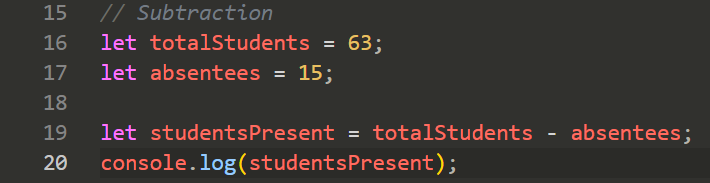 15 // Subtraction
16 let totalStudents = 63;
17 let absentees = 15;
18
19 let studentsPresent = totalStudents - absentees;
20 console.log(studentsPresent);